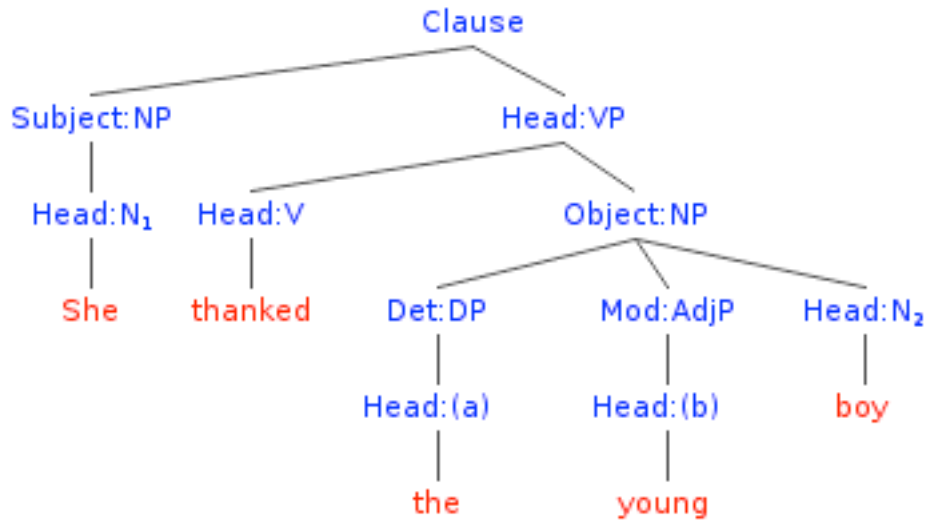 Clause
Subject:NP Head:VP
Head:N₁ Head:V Object:NP
She thanked Det:DP Mod:AdjP Head:N₂
Head:(a) Head:(b) boy
the young